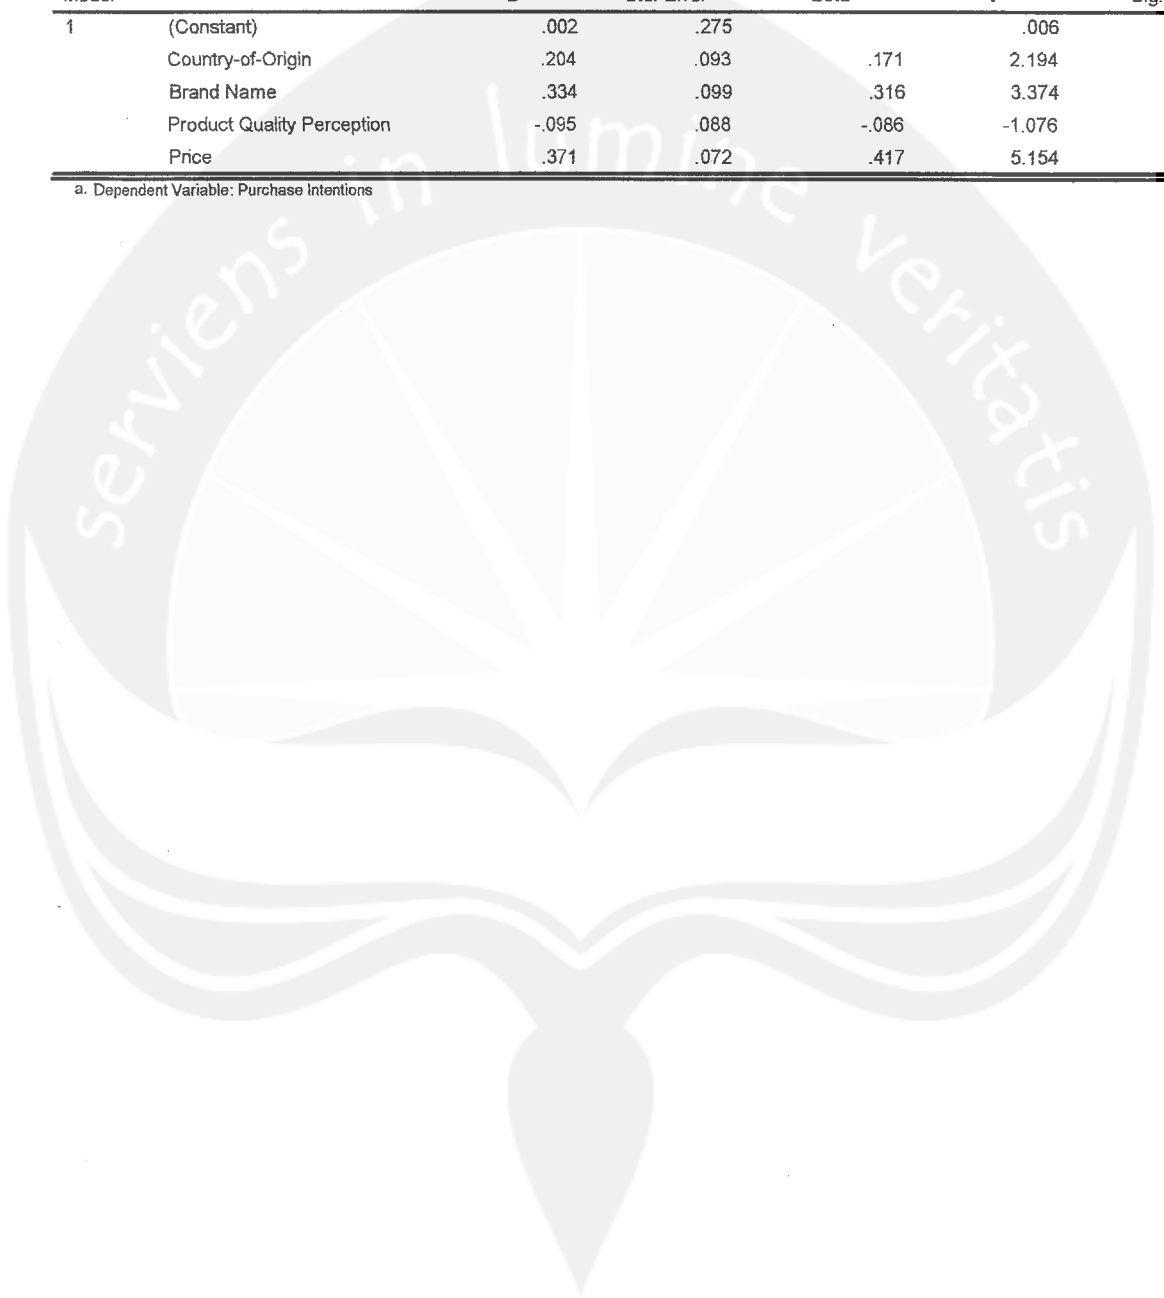 1 (Constant) .002 .275 .006
Country-of-Origin .204 .093 .171 2.194
Brand Name .334 .099 .316 3.374
Product Quality Perception -.095 .088 -.086 -1.076
Price .371 .072 .417 5.154
a. Dependent Variable: Purchase Intentions
serviens in lumine veritatis